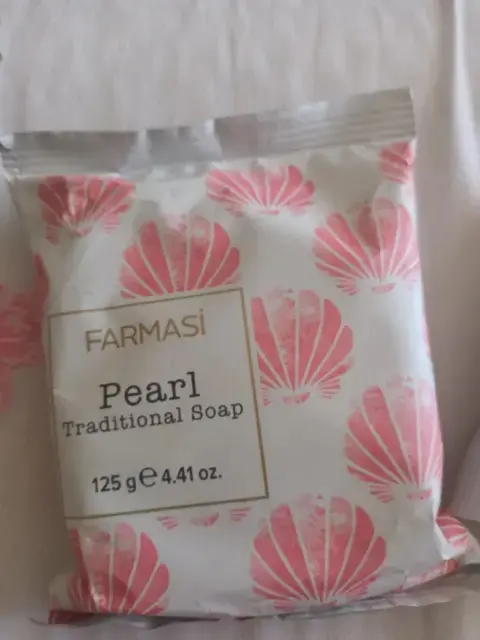 FARMASİ
Pearl
Traditional Soap
125 g e 4.41 oz.